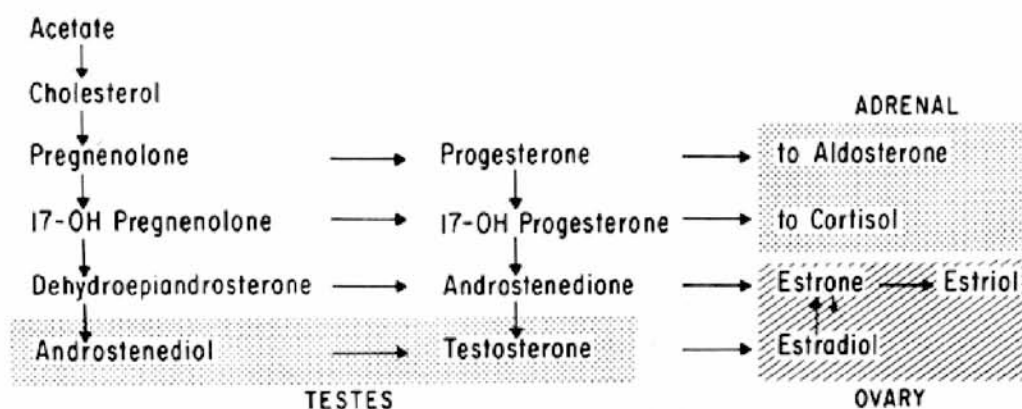 Acetate
Cholesterol
ADRENAL
Pregnenolone Progesterone to Aldosterone
17-OH Pregnenolone 17-OH Progesterone to Cortisol
Dehydroepiandrosterone Androstenedione Estrone Estriol
Androstenediol Testosterone Estradiol
TESTES OVARY